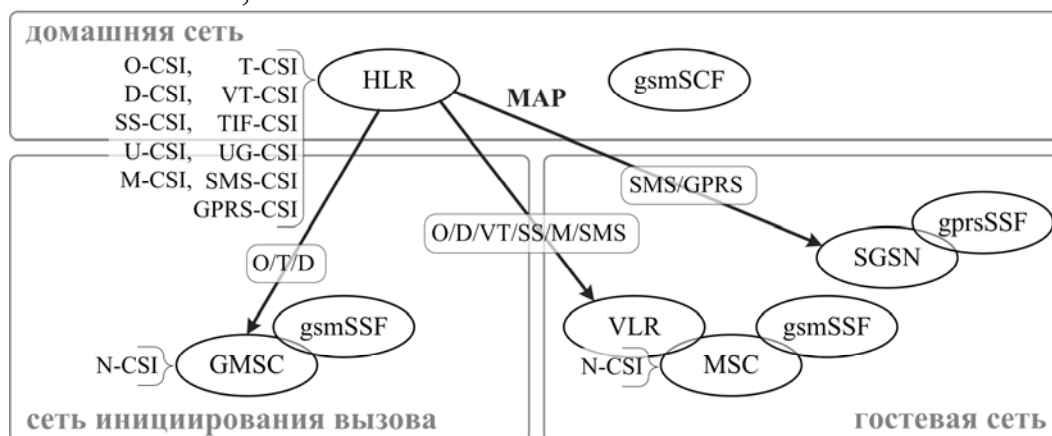 домашняя сеть
O-CSI, T-CSI
D-CSI, VT-CSI
SS-CSI, TIF-CSI
U-CSI, UG-CSI
M-CSI, SMS-CSI
GPRS-CSI
HLR
gsmSCF
MAP
SMS/GPRS
O/D/VT/SS/M/SMS
O/T/D
gprsSSF
SGSN
gsmSSF
GMSC
N-CSI
VLR
gsmSSF
N-CSI
MSC
сеть инициирования вызова
гостевая сеть